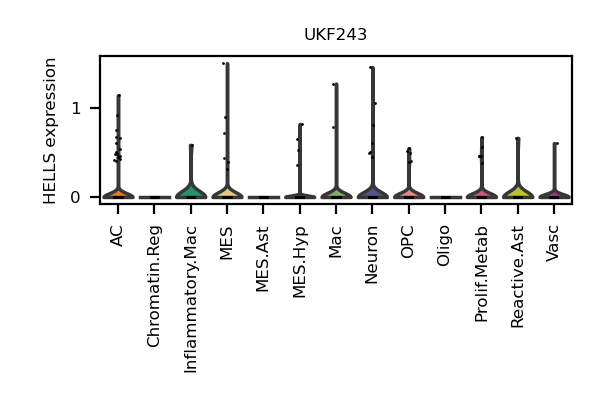 UKF243
HELLS expression
1
0
AC
Chromatin.Reg
Inflammatory.Mac
MES
MES.Ast
MES.Hyp
Mac
Neuron
OPC
Oligo
Prolif.Metab
Reactive.Ast
Vasc